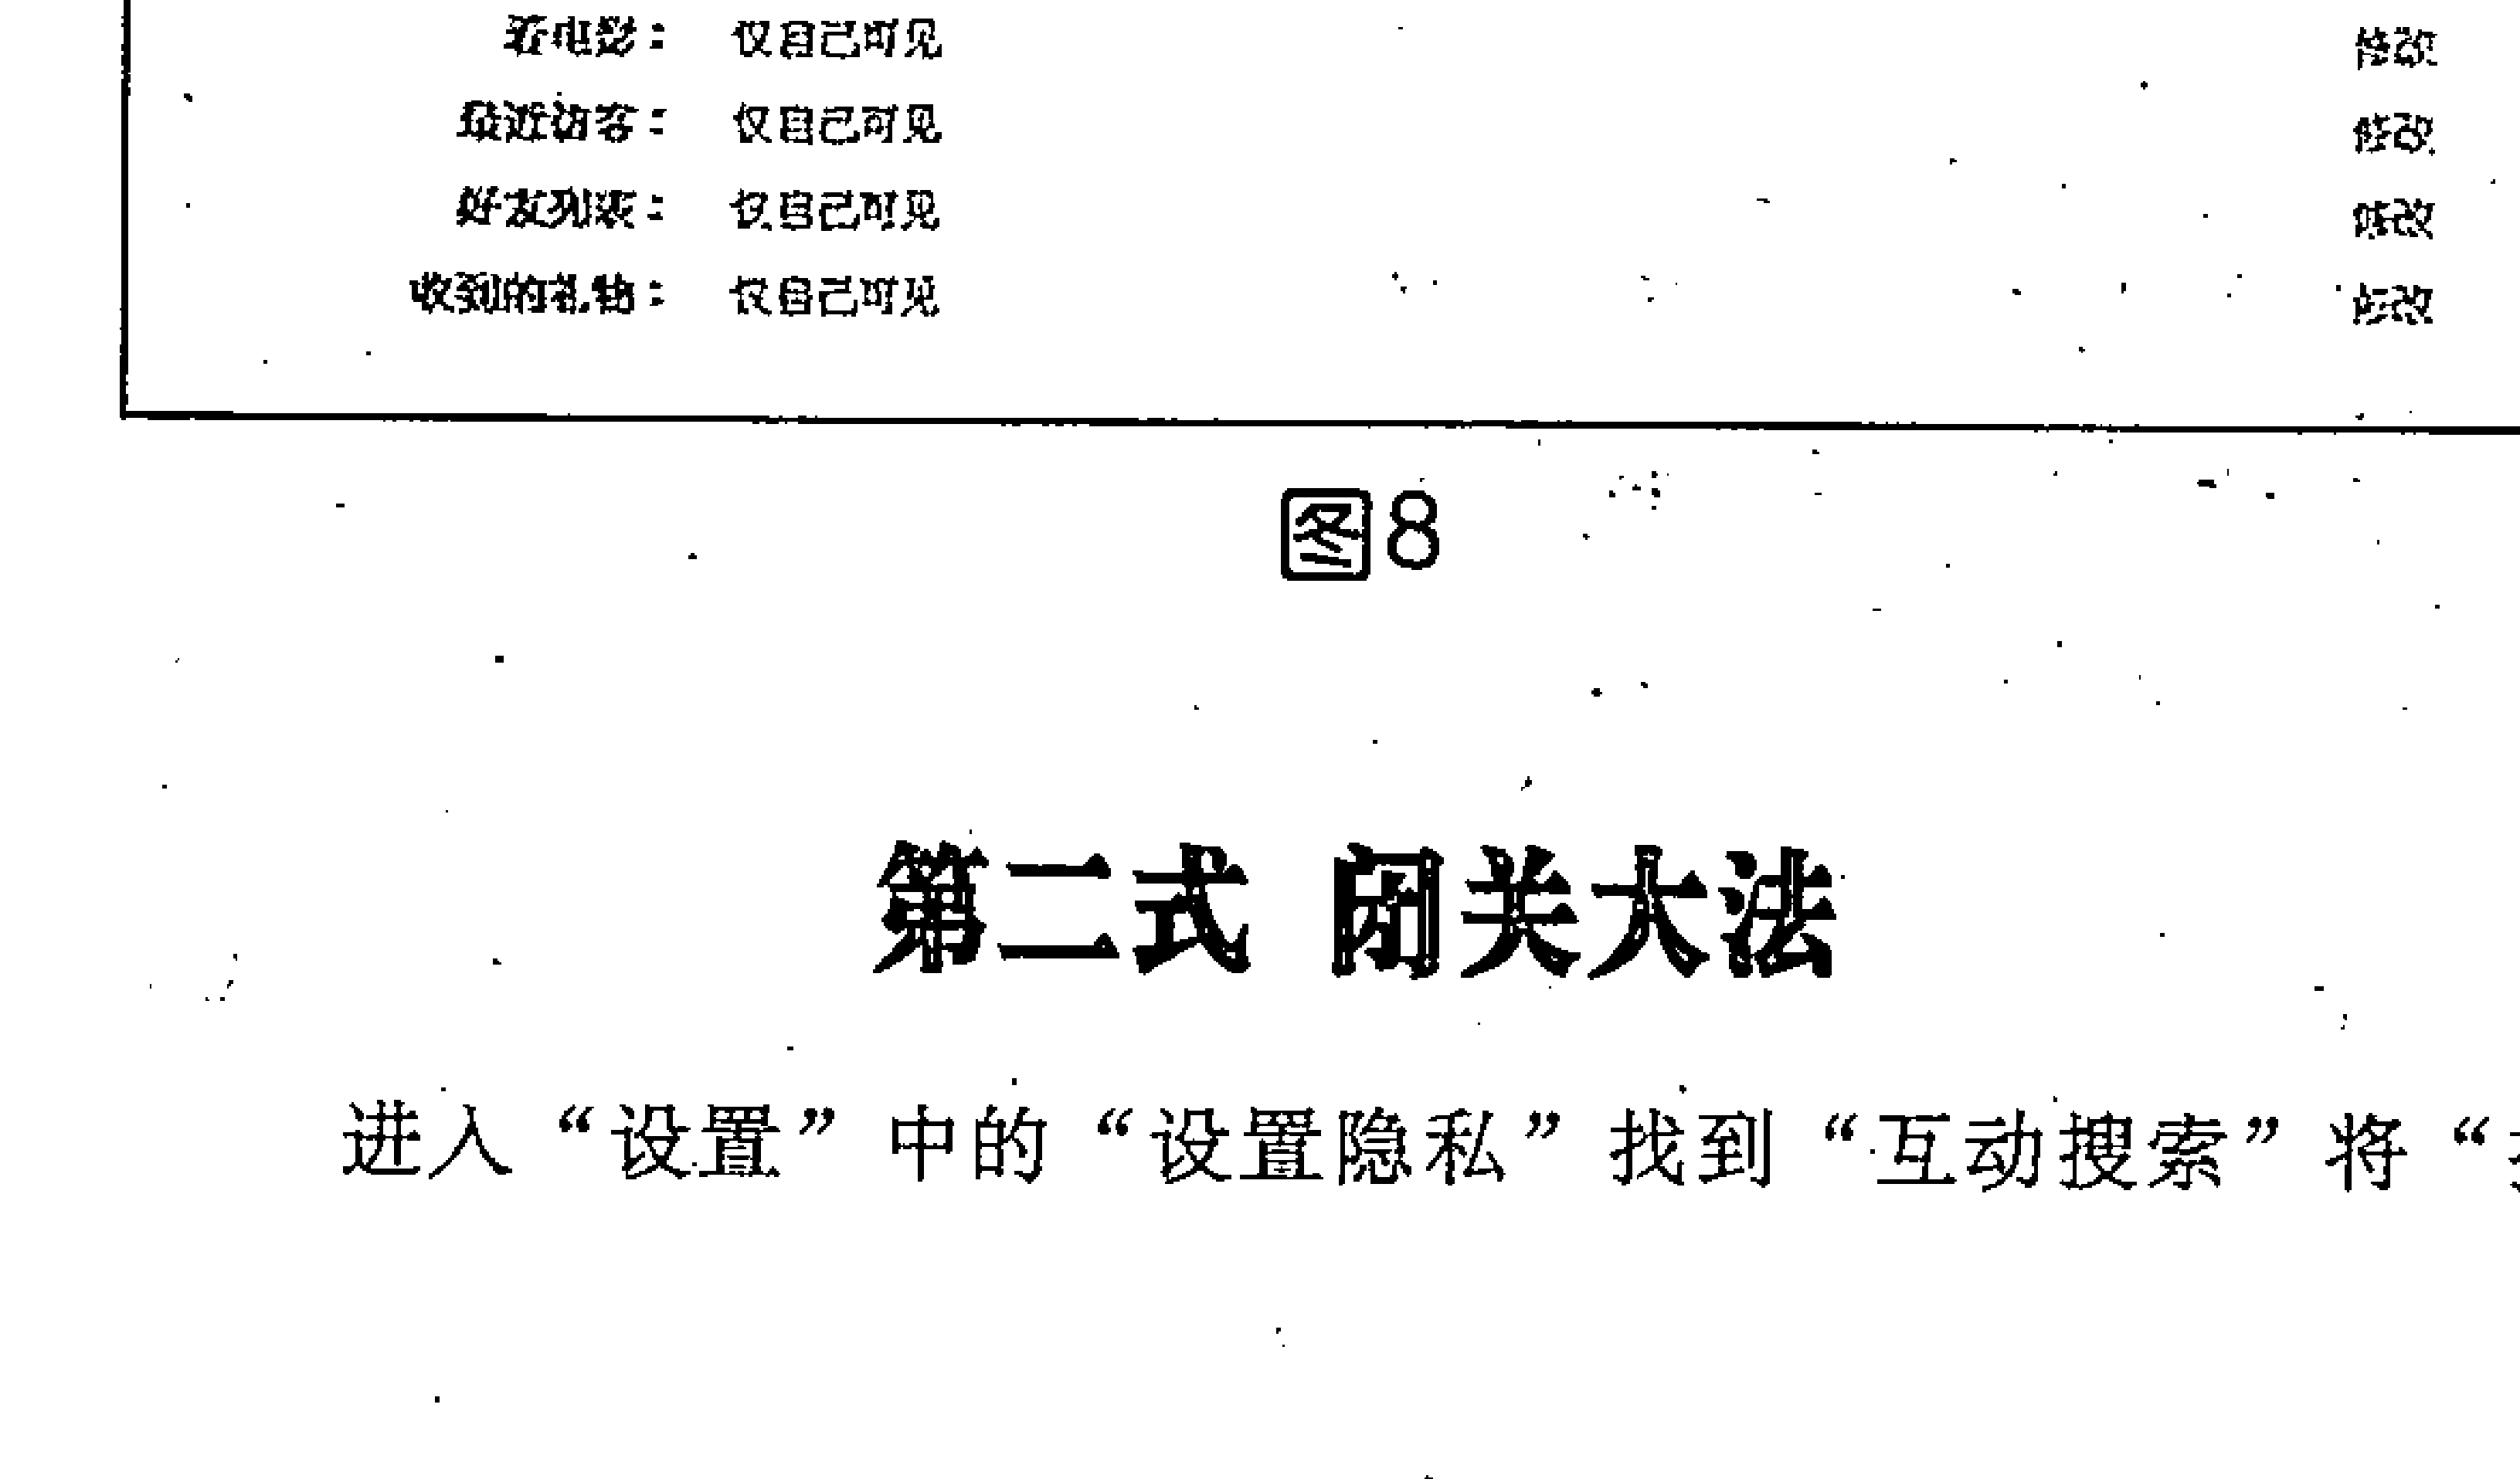 看电影： 仅自己可见 修改
最近访客： 仅自己可见 修改
好友列表： 仅自己可见 修改
收到的礼物： 仅自己可见 修改
图8
第二式 闭关大法
进入“设置”中的“设置隐私”找到“互动搜索”将“